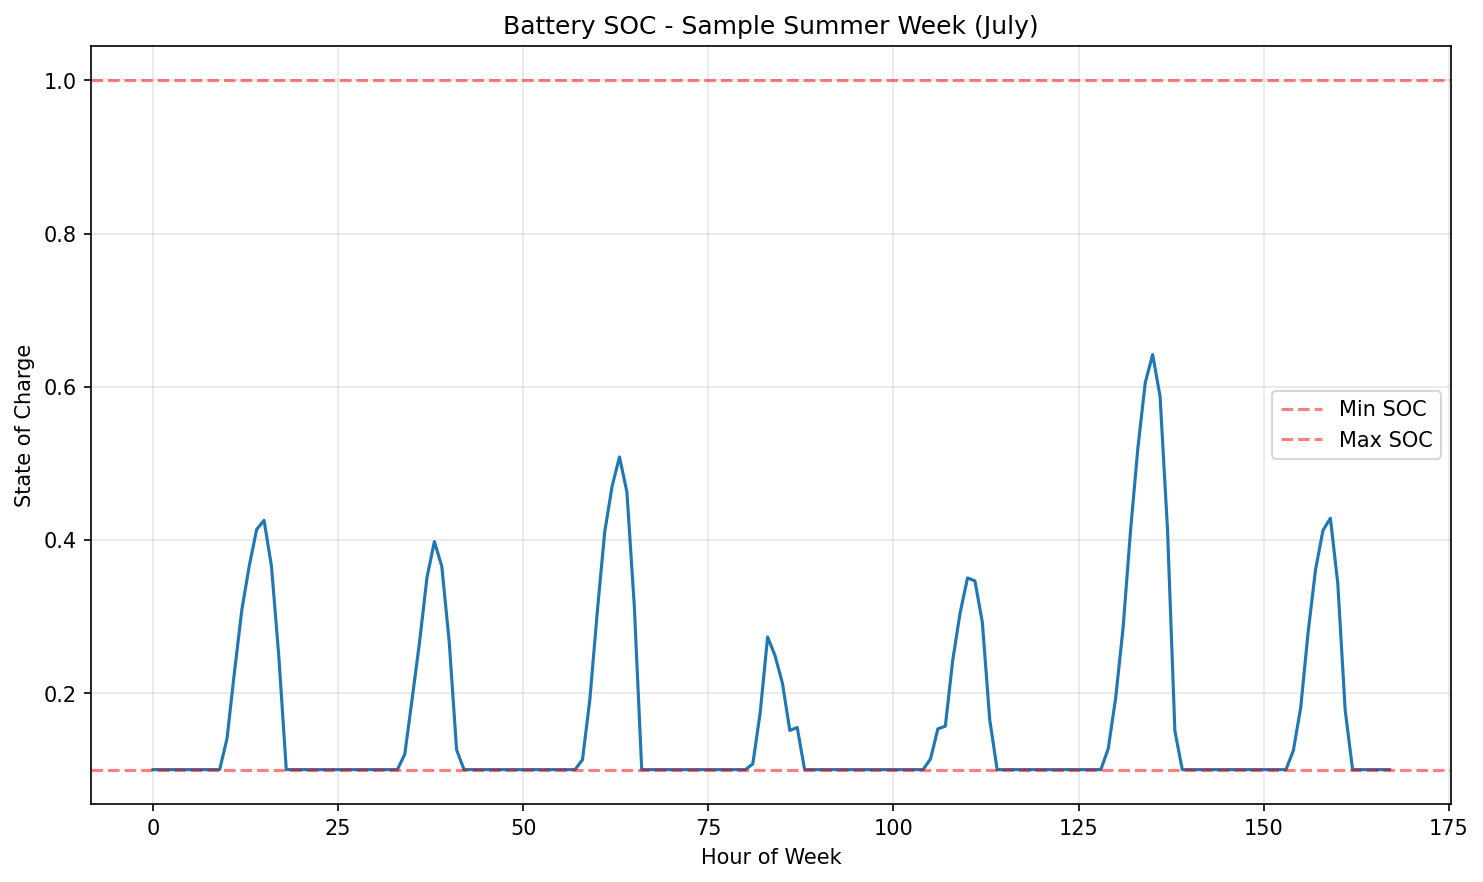 Battery SOC - Sample Summer Week (July)
1.0
0.8
0.6
0.4
0.2
State of Charge
Min SOC
Max SOC
0 25 50 75 100 125 150 175
Hour of Week